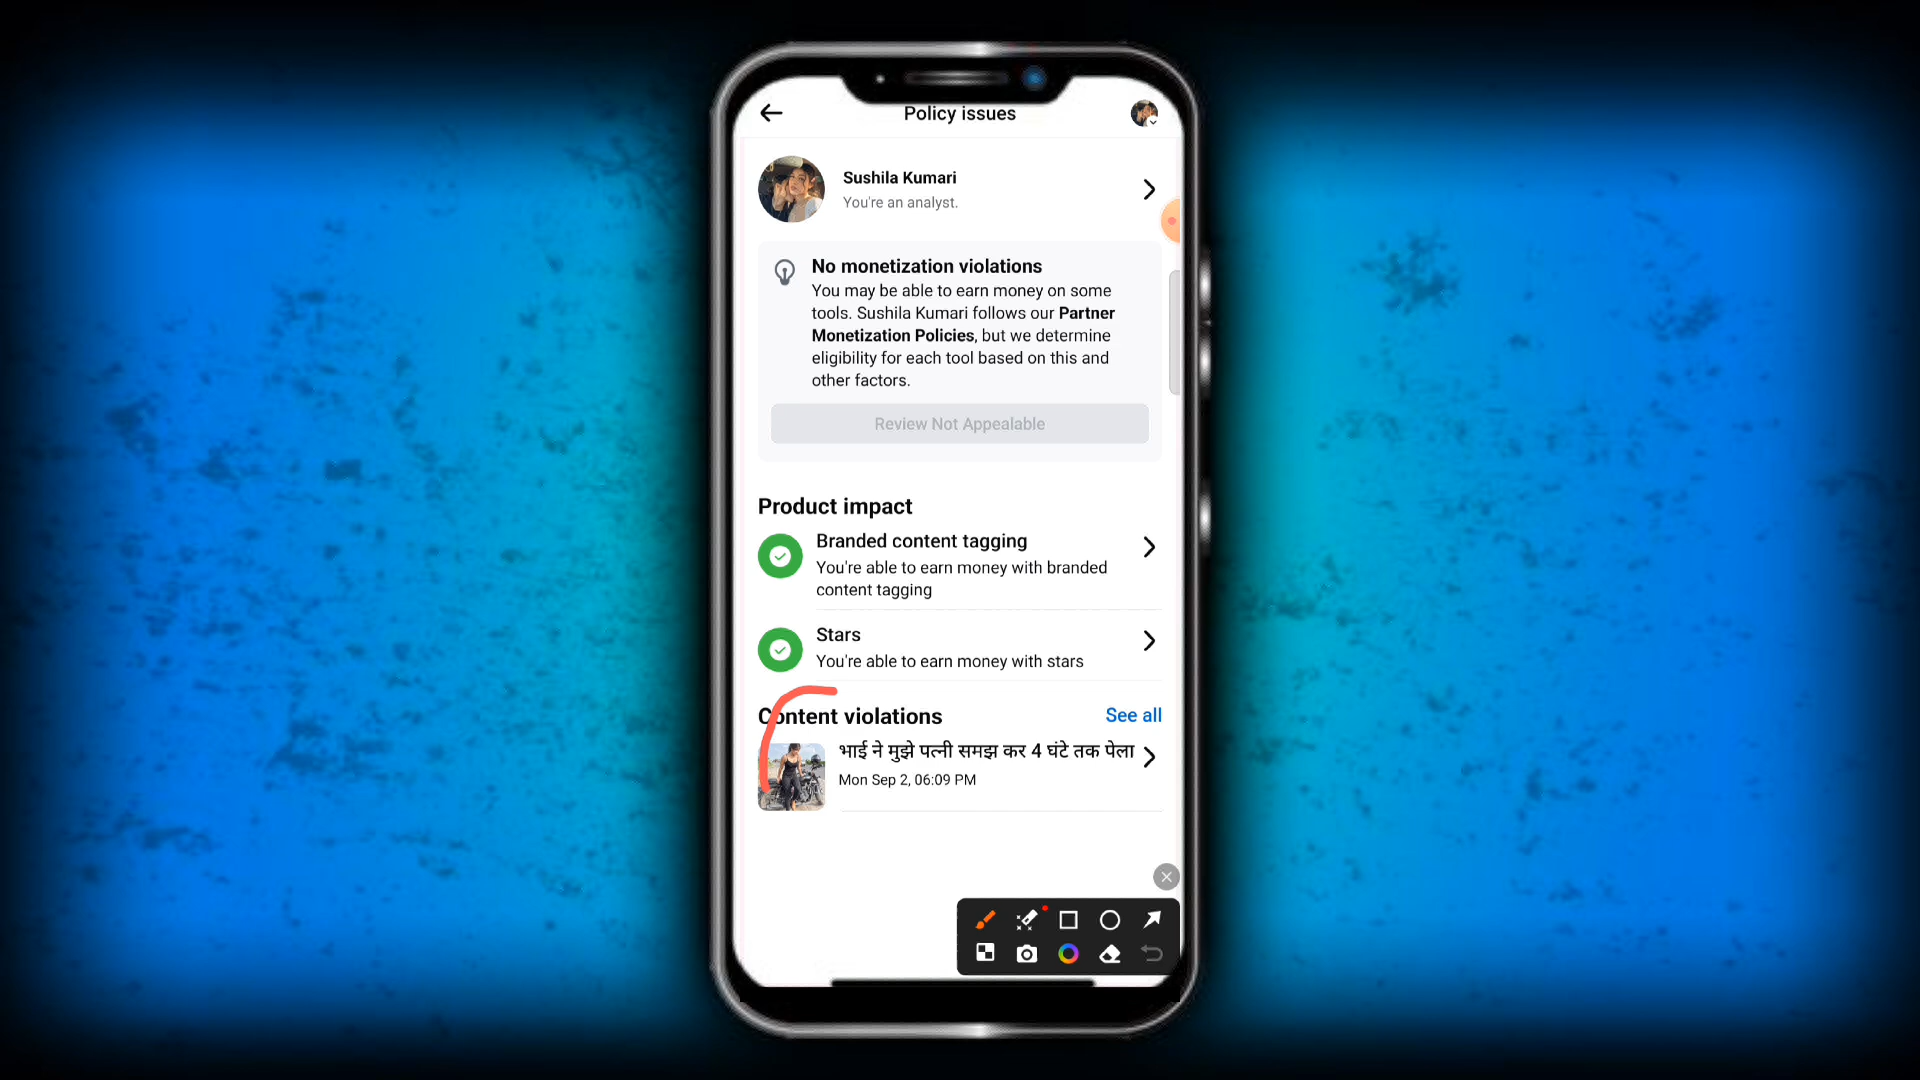 Policy issues
Sushila Kumari
You're an analyst.
No monetization violations
You may be able to earn money on some
tools. Sushila Kumari follows our Partner
Monetization Policies, but we determine
eligibility for each tool based on this and
other factors.
Review Not Appealable
Product impact
Branded content tagging
You're able to earn money with branded
content tagging
Stars
You're able to earn money with stars
Content violations
See all
भाई ने मुझे पत्नी समझ कर 4 घंटे तक पेला
Mon Sep 2, 06:09 PM